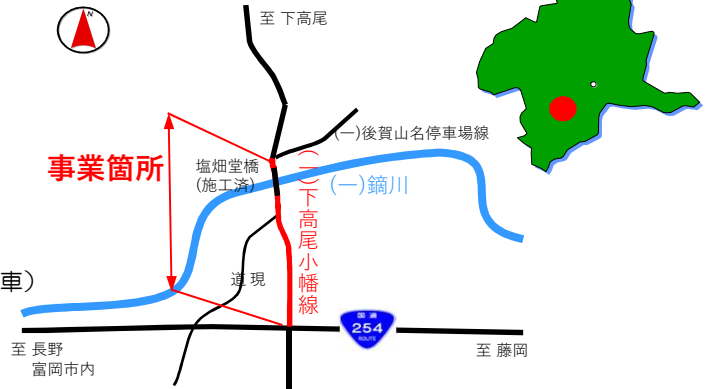 N
至 下高尾
(一)後賀山名停車場線
事業箇所
塩畑堂橋
(施工済)
(一)鏑川
(一)下高尾小幡線
車）
道 現
国道
254
ROUTE
至 長野
富岡市内
至 藤岡